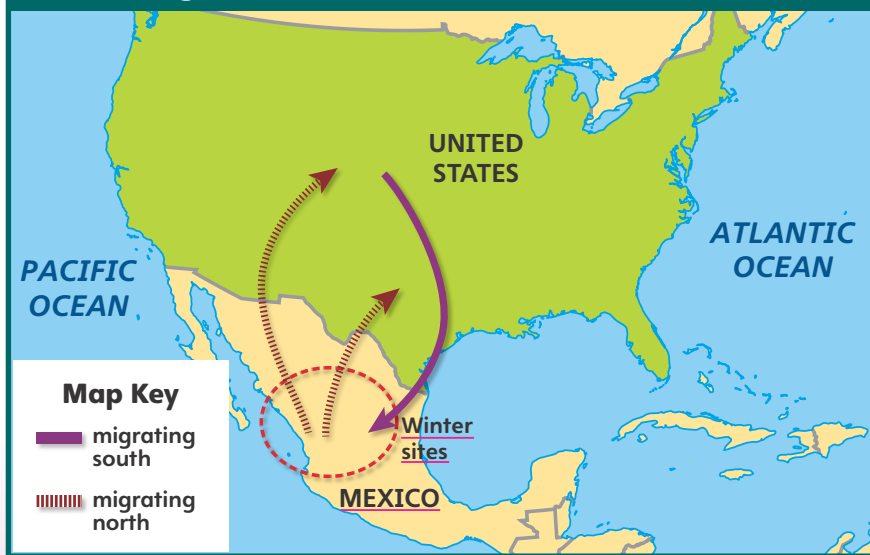 UNITED
STATES
PACIFIC
OCEAN
ATLANTIC
OCEAN
Map Key
migrating
south
migrating
north
Winter
sites
MEXICO